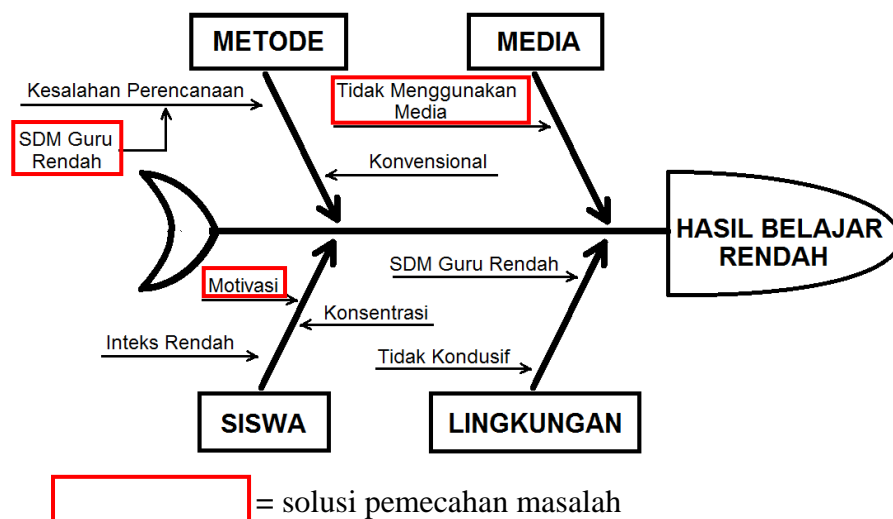 METODE
MEDIA
Kesalahan Perencanaan
Tidak Menggunakan
Media
SDM Guru
Rendah
Konvensional
HASIL BELAJAR
RENDAH
SDM Guru Rendah
Motivasi
Konsentrasi
Inteks Rendah
Tidak Kondusif
SISWA
LINGKUNGAN
= solusi pemecahan masalah